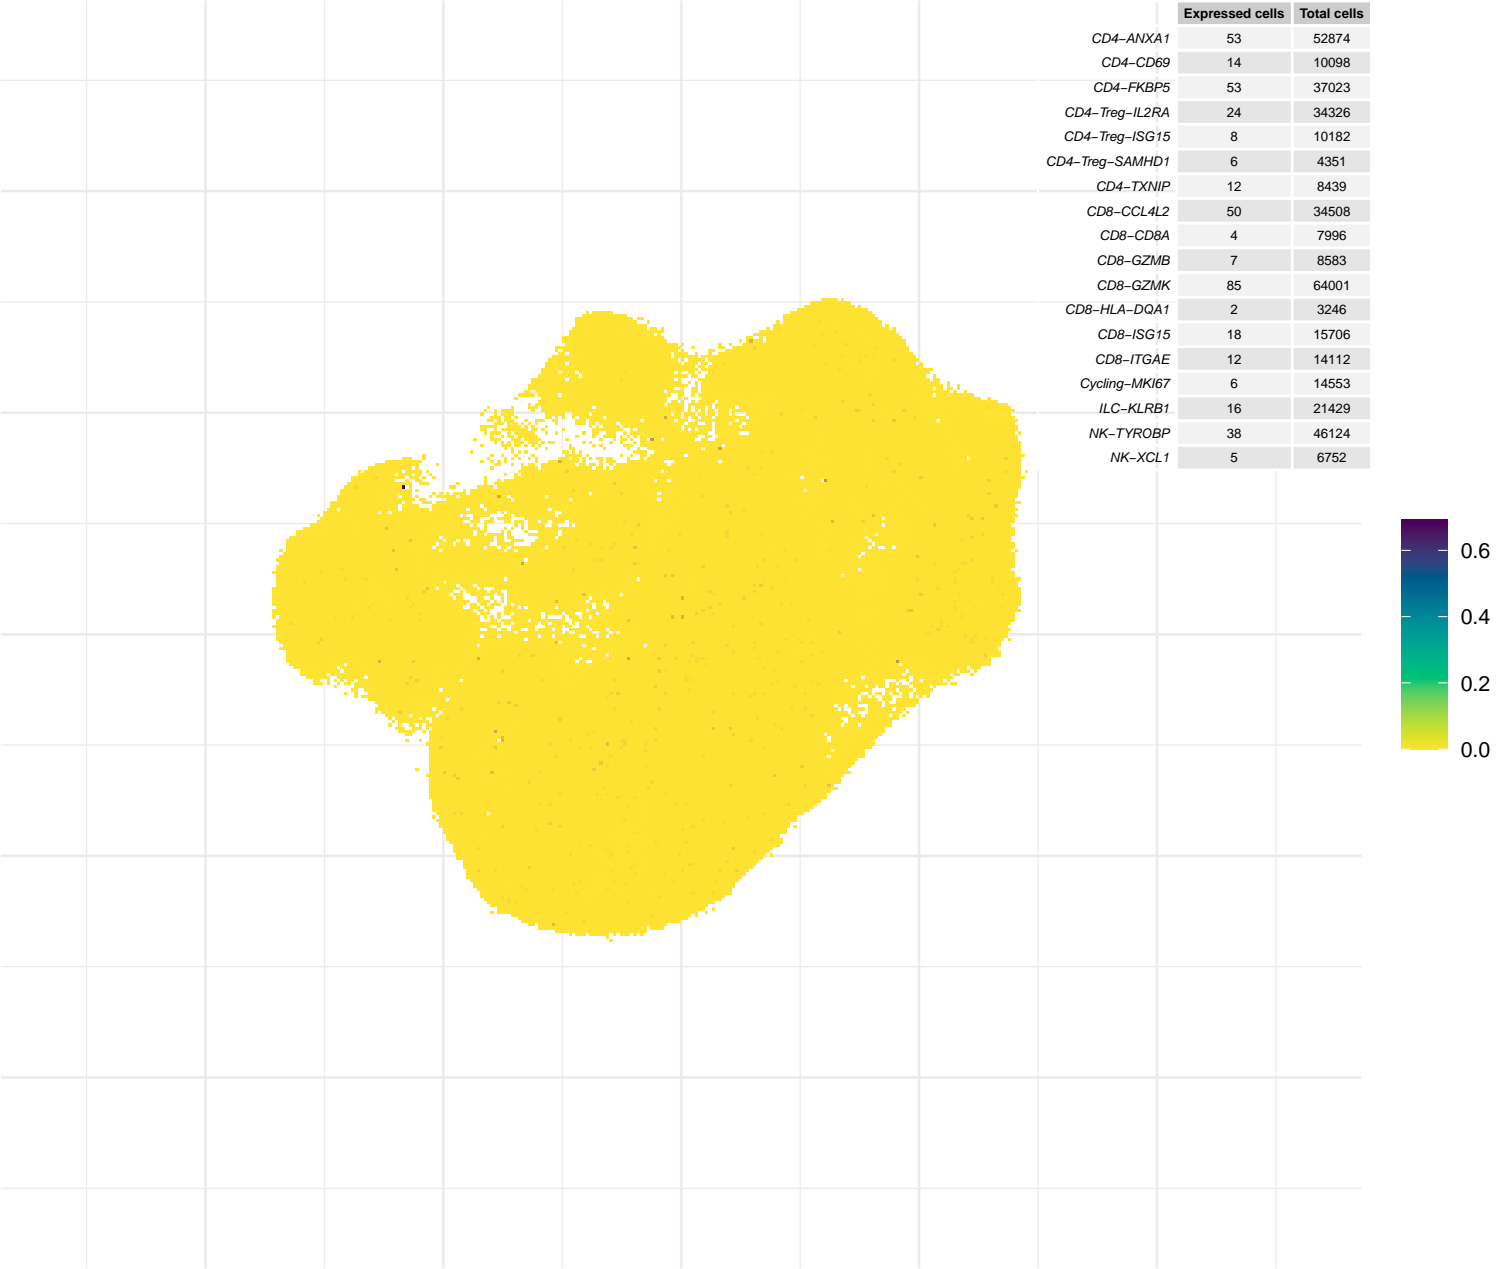 Expressed cells Total cells
CD4−ANXA1 53 52874
CD4−CD69 14 10098
CD4−FKBP5 53 37023
CD4−Treg−IL2RA 24 34326
CD4−Treg−ISG15 8 10182
CD4−Treg−SAMHD1 6 4351
CD4−TXNIP 12 8439
CD8−CCL4L2 50 34508
CD8−CD8A 4 7996
CD8−GZMB 7 8583
CD8−GZMK 85 64001
CD8−HLA−DQA1 2 3246
CD8−ISG15 18 15706
CD8−ITGAE 12 14112
Cycling−MKI67 6 14553
ILC−KLRB1 16 21429
NK−TYROBP 38 46124
NK−XCL1 5 6752
0.6
0.4
0.2
0.0